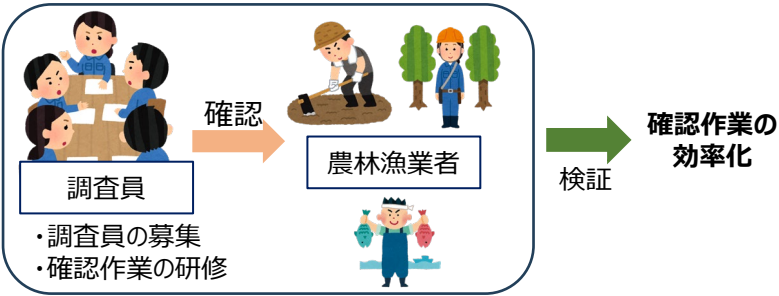 確認
調査員
・調査員の募集
・確認作業の研修
農林漁業者
検証
確認作業の
効率化